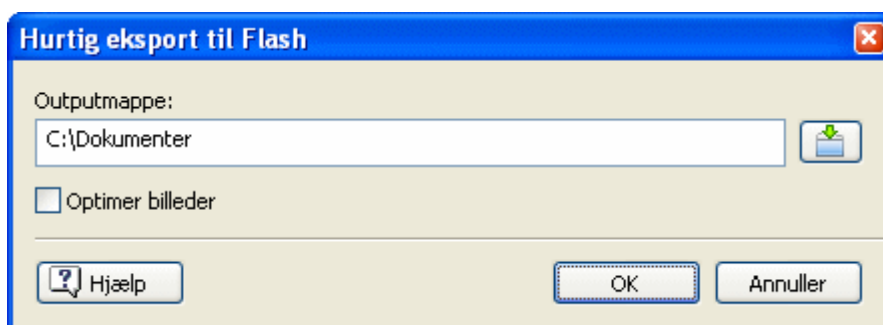 Hurtig eksport til Flash
Outputmappe:
C:\Dokumenter
Optimer billeder
Hjælp
OK
Annuller